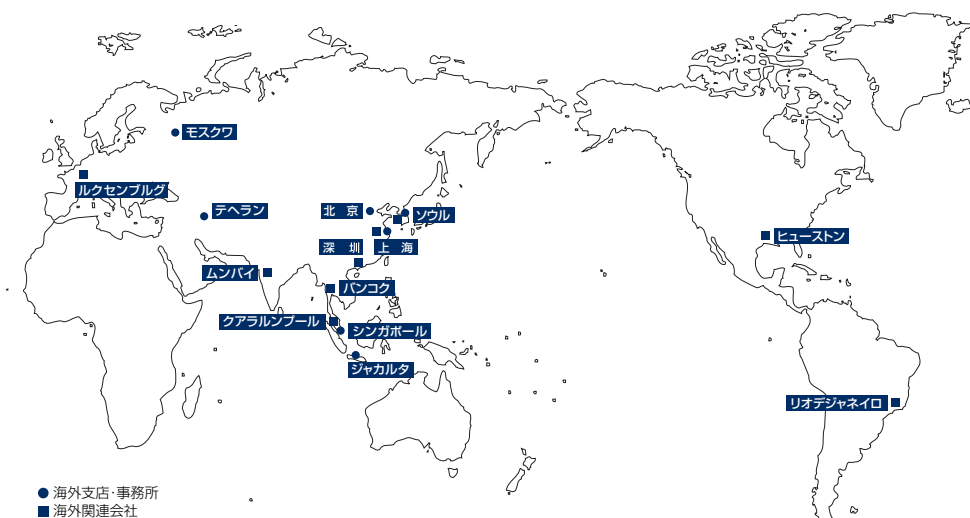 モスクワ
ルクセンブルグ
テヘラン
北 京
ソウル
深 圳
上 海
ヒューストン
ムンバイ
バンコク
クアラルンプール
シンガポール
ジャカルタ
リオデジャネイロ
海外支店・事務所
海外関連会社